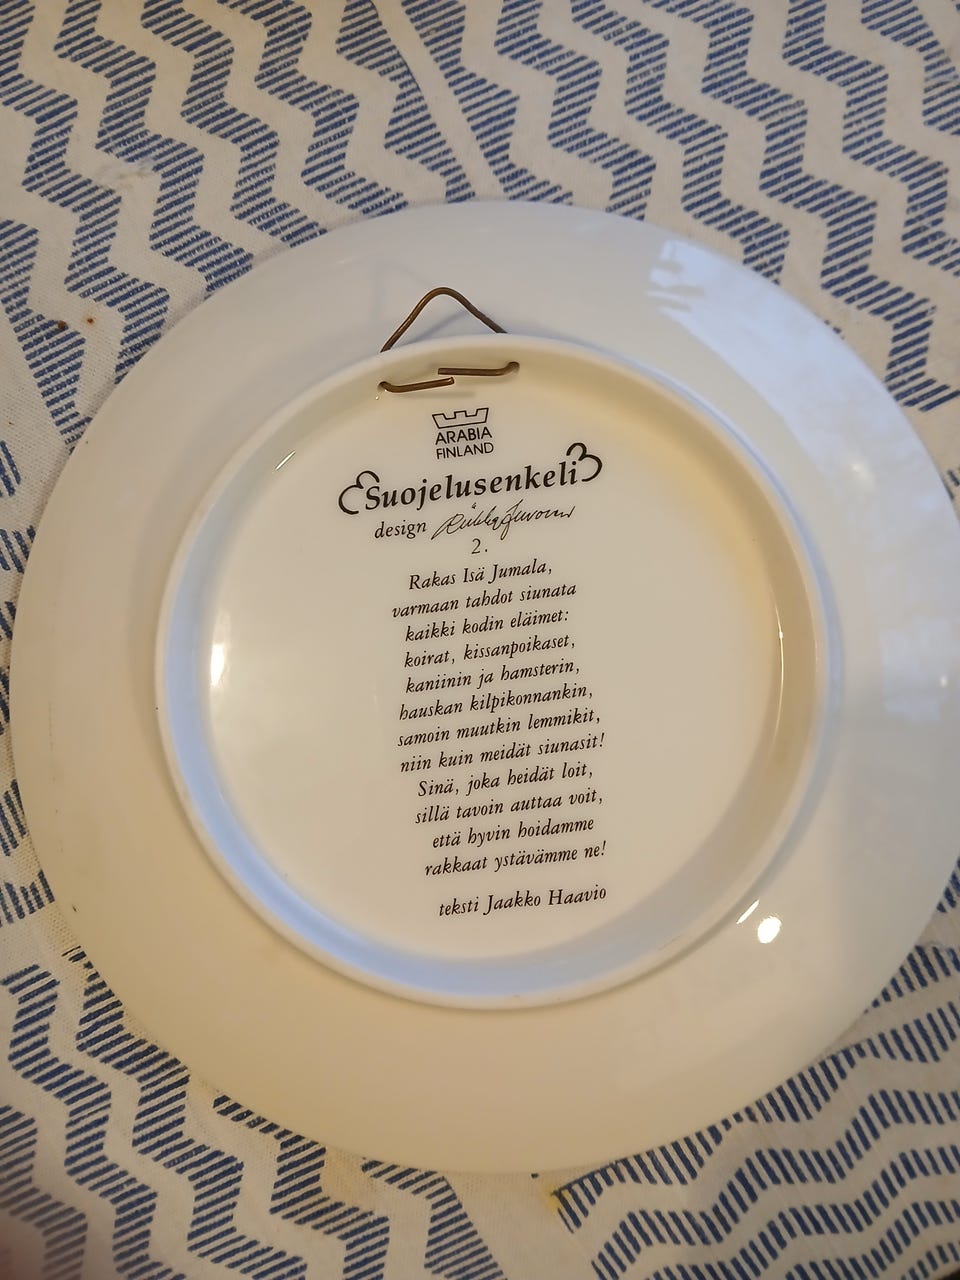 ARABIA
FINLAND
Suojelusenkeli
design
2.
Rakas Isä Jumala,
varmaan tahdot siunata
kaikki kodin eläimet:
koirat, kissanpoikaset,
kaniinin ja hamsterin,
hauskan kilpikonnankin,
samoin muutkin lemmikit,
niin kuin meidät siunasit!
Sinä, joka heidät loit,
sillä tavoin auttaa voit,
että hyvin hoidamme
rakkaat ystävämme ne!
teksti Jaakko Haavio